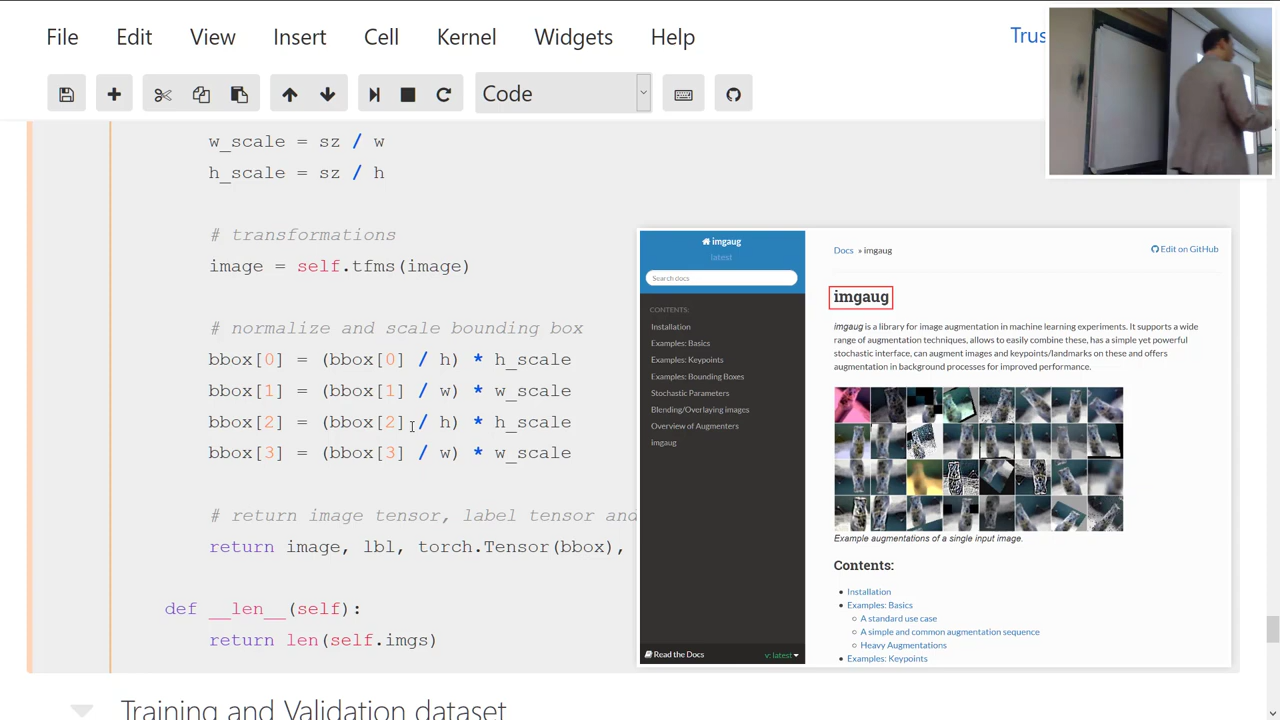 File Edit View Insert Cell Kernel Widgets Help Trus
Code
w_scale = sz / w
h_scale = sz / h
# transformations
image = self.tfms(image)
# normalize and scale bounding box
bbox[0] = (bbox[0] / h) * h_scale
bbox[1] = (bbox[1] / w) * w_scale
bbox[2] = (bbox[2] / h) * h_scale
bbox[3] = (bbox[3] / w) * w_scale
# return image tensor, label tensor and
return image, lbl, torch.Tensor(bbox),
def __len__(self):
return len(self.imgs)
Training and Validation dataset
imgaug
latest
Search docs
CONTENTS:
Installation
Examples: Basics
Examples: Keypoints
Examples: Bounding Boxes
Stochastic Parameters
Blending/Overlaying images
Overview of Augmenters
imgaug
Read the Docs v: latest
Docs » imgaug Edit on GitHub
imgaug
imgaug is a library for image augmentation in machine learning experiments. It supports a wide
range of augmentation techniques, allows to easily combine these, has a simple yet powerful
stochastic interface, can augment images and keypoints/landmarks on these and offers
augmentation in background processes for improved performance.
Example augmentations of a single input image.
Contents:
• Installation
• Examples: Basics
○ A standard use case
○ A simple and common augmentation sequence
○ Heavy Augmentations
• Examples: Keypoints